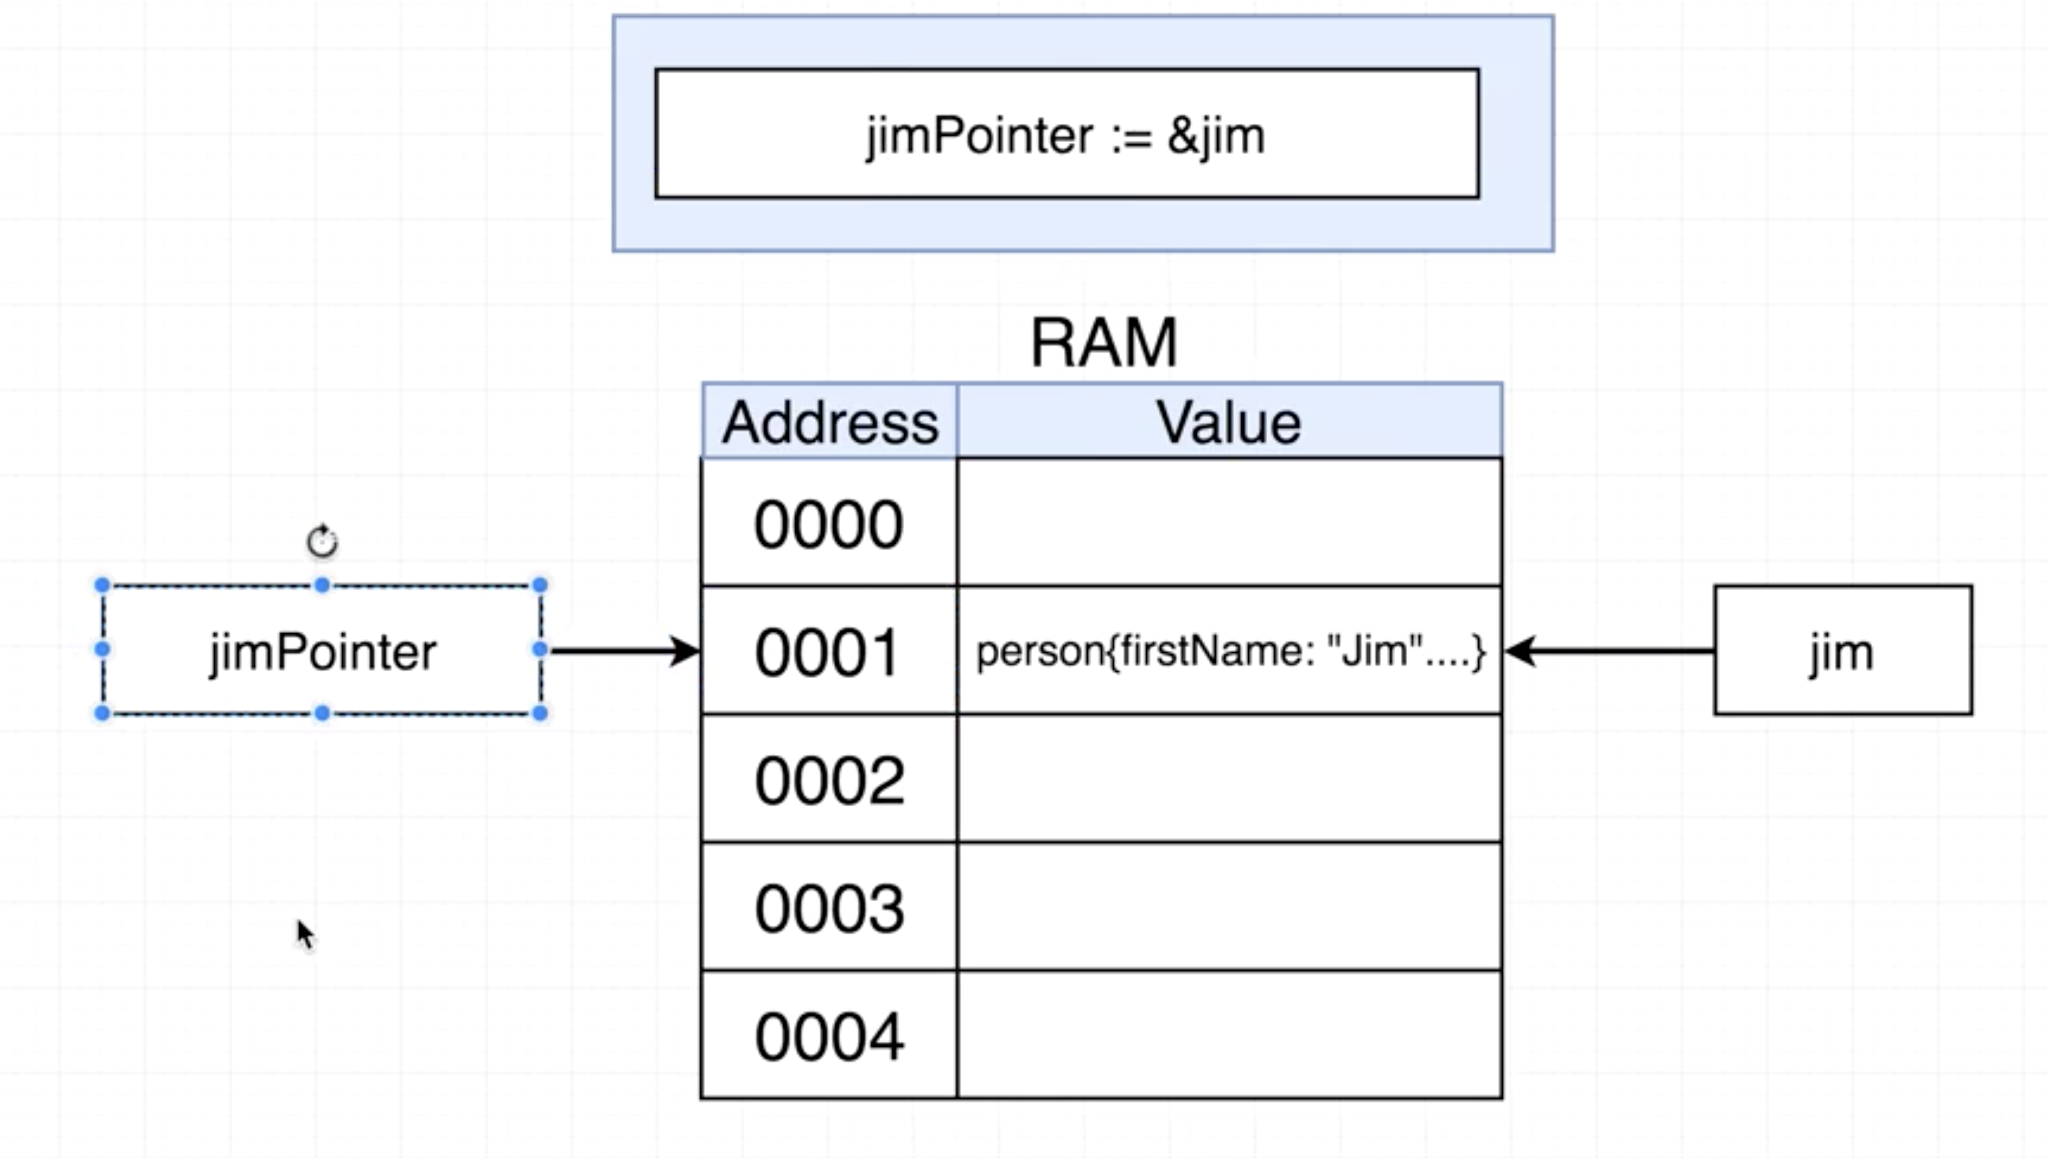 jimPointer := &jim
RAM
Address Value
0000
jimPointer 0001 person{firstName: "Jim"....} jim
0002
0003
0004